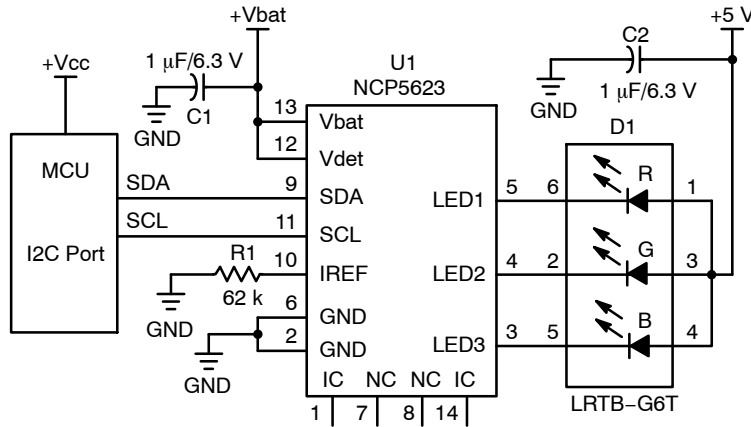 +Vbat
+5 V
C2
U1
+Vcc
1 μF/6.3 V
NCP5623
C1
GND
GND
1 μF/6.3 V
D1
13
Vbat
12
Vdet
MCU
SDA
9
SDA
LED1
5
6
R
1
SCL
11
SCL
I2C Port
R1
10
IREF
LED2
4
2
G
3
62 k
GND
6
GND
2
GND
LED3
3
5
B
4
GND
IC
NC
NC
IC
1
7
8
14
LRTB–G6T